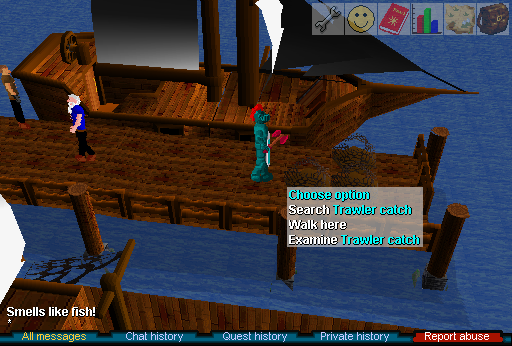 Choose option
Search Trawler catch
Walk here
Examine Trawler catch
Smells like fish!
*
All messages
Chat history
Quest history
Private history
Report abuse